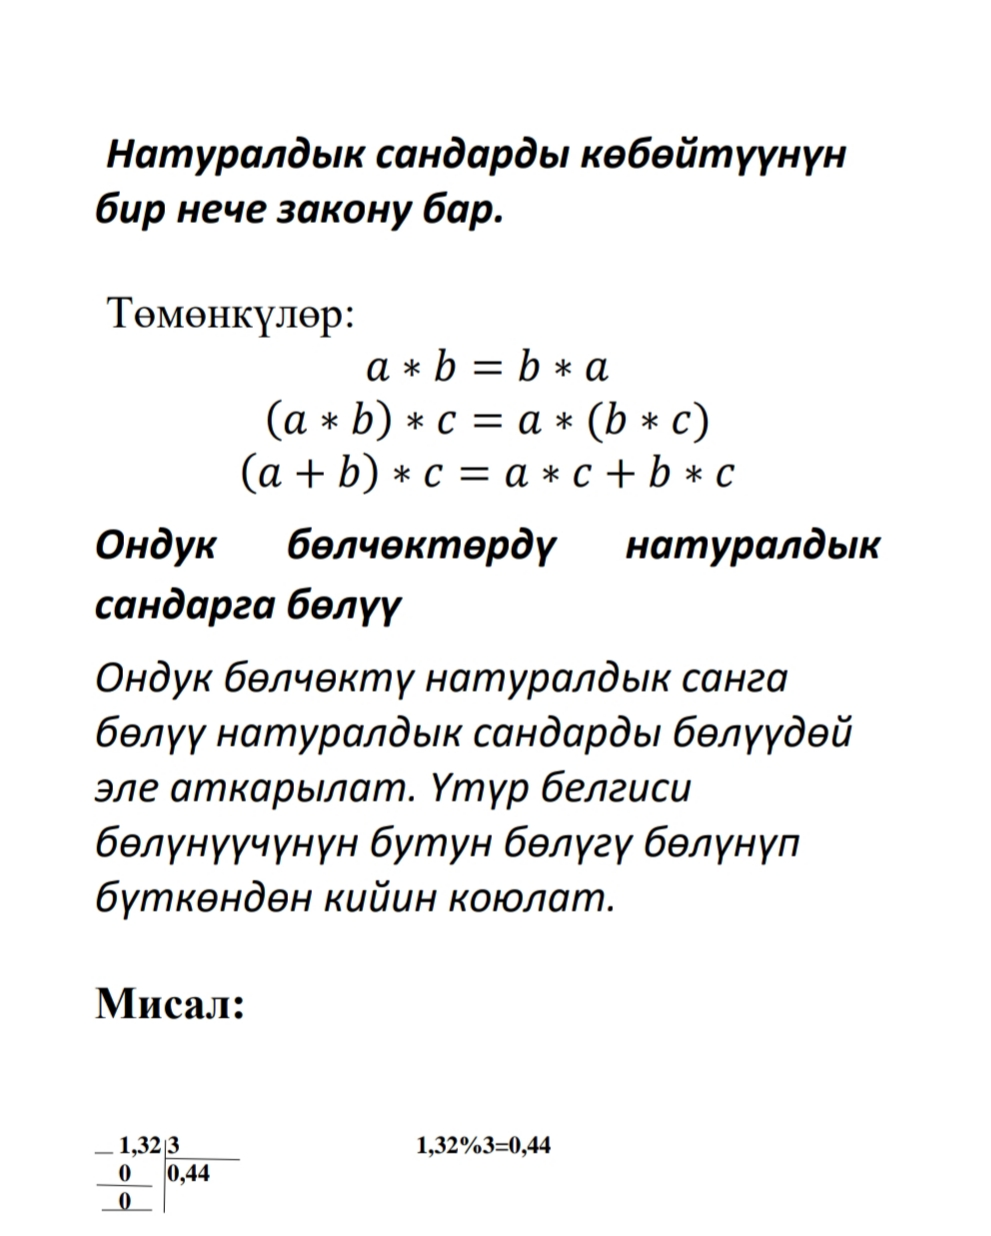 Натуралдык сандарды көбөйтүүнүн
бир нече закону бар.
Төмөнкүлөр:
a * b = b * a
(a * b) * c = a * (b * c)
(a + b) * c = a * c + b * c
Ондук бөлчөктөрдү натуралдык
сандарга бөлүү
Ондук бөлчөктү натуралдык санга
бөлүү натуралдык сандарды бөлүүдөй
эле аткарылат. Үтүр белгиси
бөлүнүүчүнүн бутун бөлүгү бөлүнүп
бүткөндөн кийин коюлат.
Мисал:
1,32 3 1,32%3=0,44
0 0,44
0